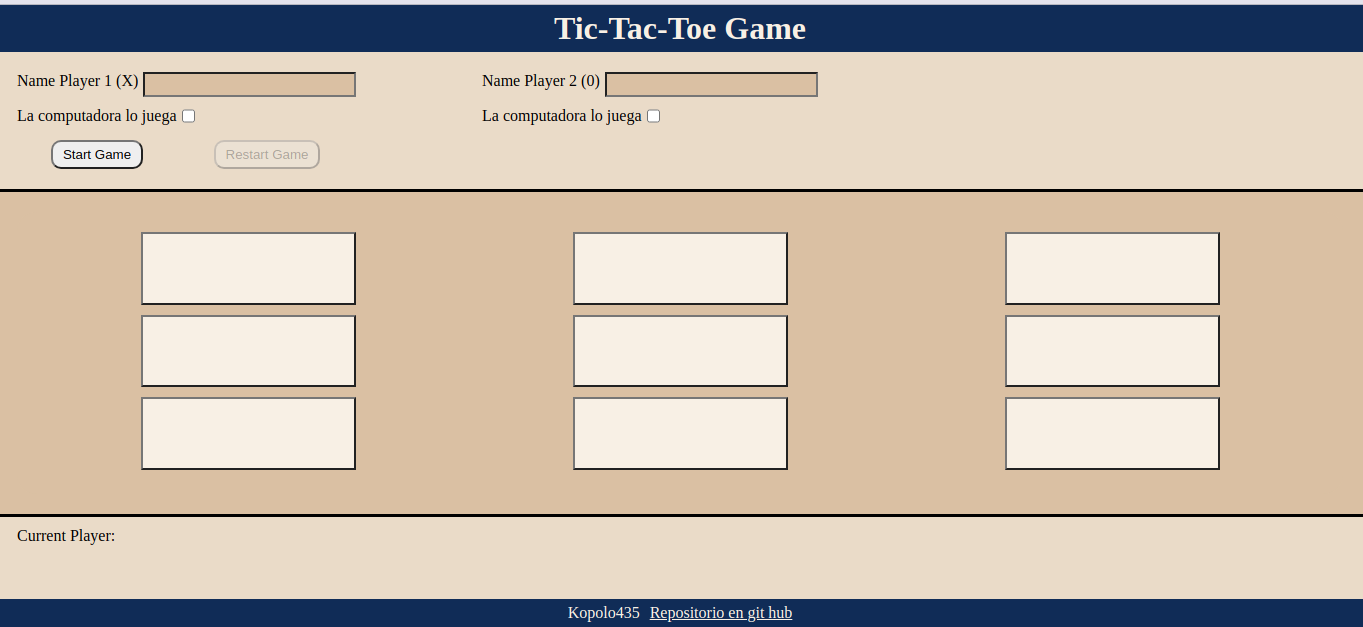 Tic-Tac-Toe Game
Name Player 1 (X) Name Player 2 (0)
La computadora lo juega La computadora lo juega
Start Game Restart Game
Current Player:
Kopolo435 Repositorio en git hub